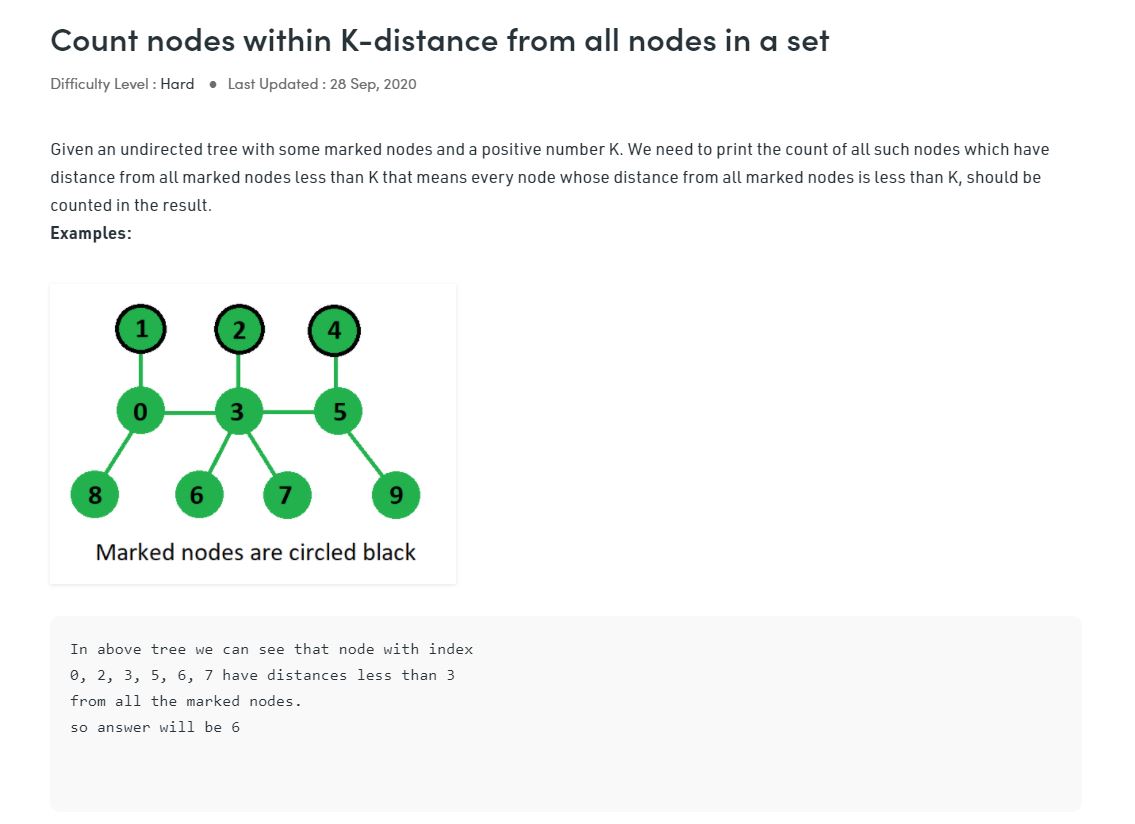 Count nodes within K-distance from all nodes in a set
Difficulty Level : Hard ● Last Updated : 28 Sep, 2020
Given an undirected tree with some marked nodes and a positive number K. We need to print the count of all such nodes which have
distance from all marked nodes less than K that means every node whose distance from all marked nodes is less than K, should be
counted in the result.
Examples:
1 2 4
0 3 5
8 6 7 9
Marked nodes are circled black
In above tree we can see that node with index
0, 2, 3, 5, 6, 7 have distances less than 3
from all the marked nodes.
so answer will be 6